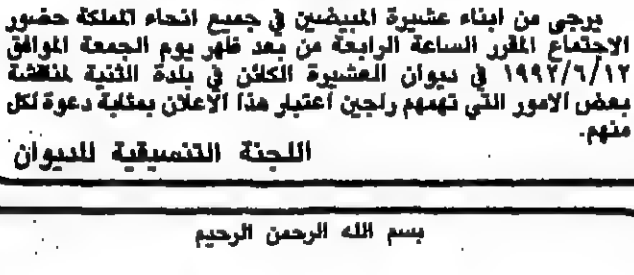 يرجى من ابناء عشيرة المبيضين في جميع انحاء المملكة حضور
الاجتماع المقرر الساعة الرابعة من بعد ظهر يوم الجمعة الموافق
١٩٩٢/٦/١٢ في ديوان العشيرة الكائن في بلدة الثنية لمناقشة
بعض الامور التي تهمهم راجين اعتبار هذا الاعلان بمثابة دعوة لكل
منهم.
اللجنة التنسيقية للديوان
بسم الله الرحمن الرحيم